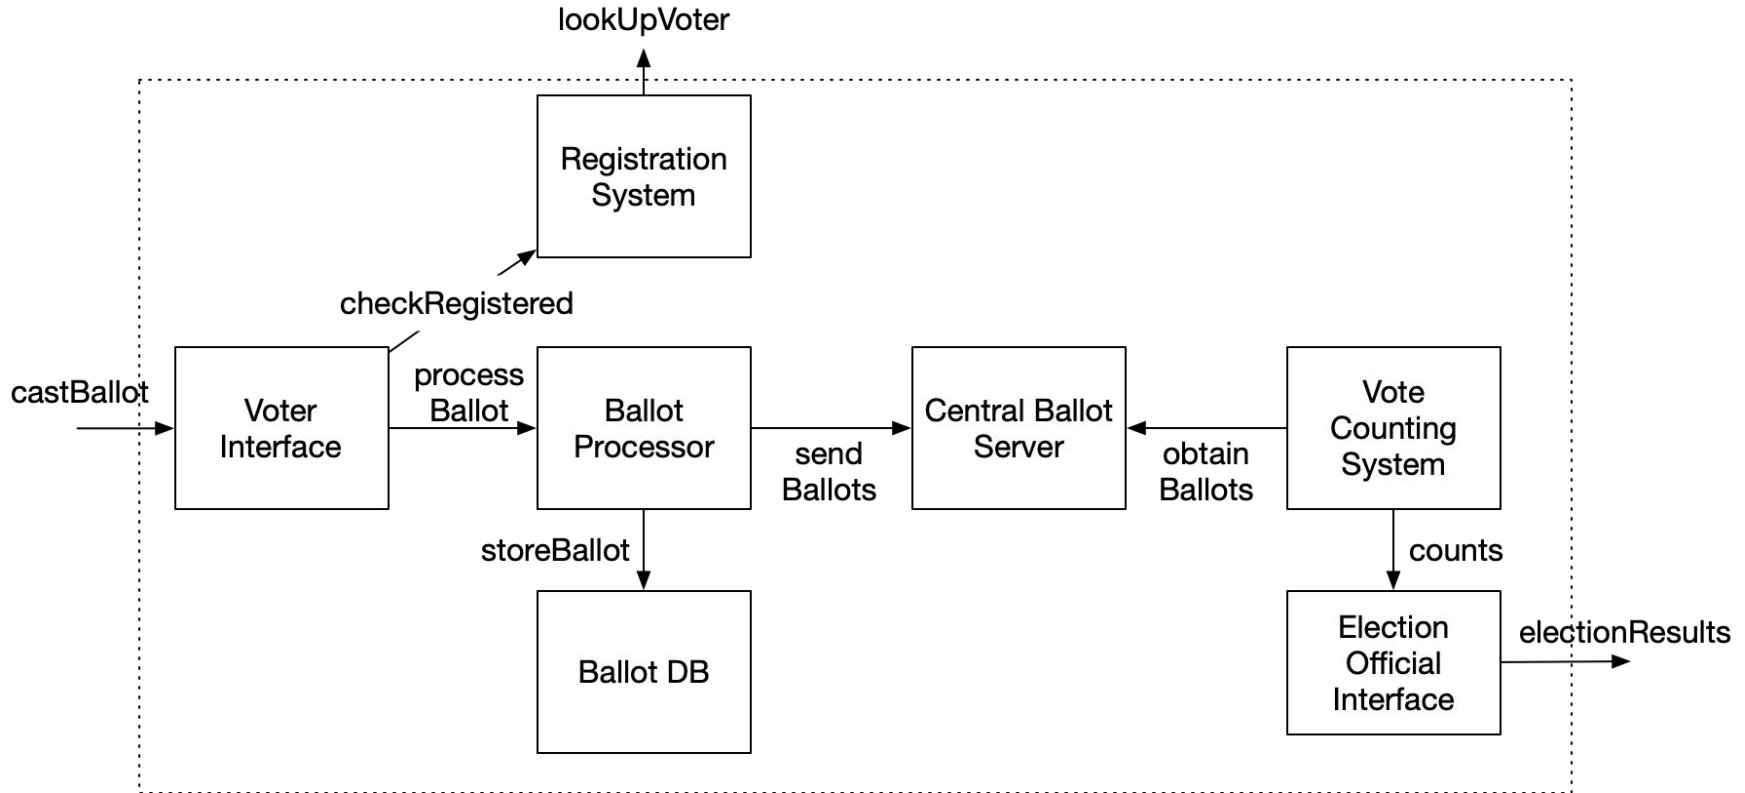 lookUpVoter
Registration
System
checkRegistered
castBallot
Voter
Interface
process
Ballot
Ballot
Processor
send
Ballots
Central Ballot
Server
obtain
Ballots
Vote
Counting
System
storeBallot
counts
Ballot DB
Election
Official
Interface
electionResults